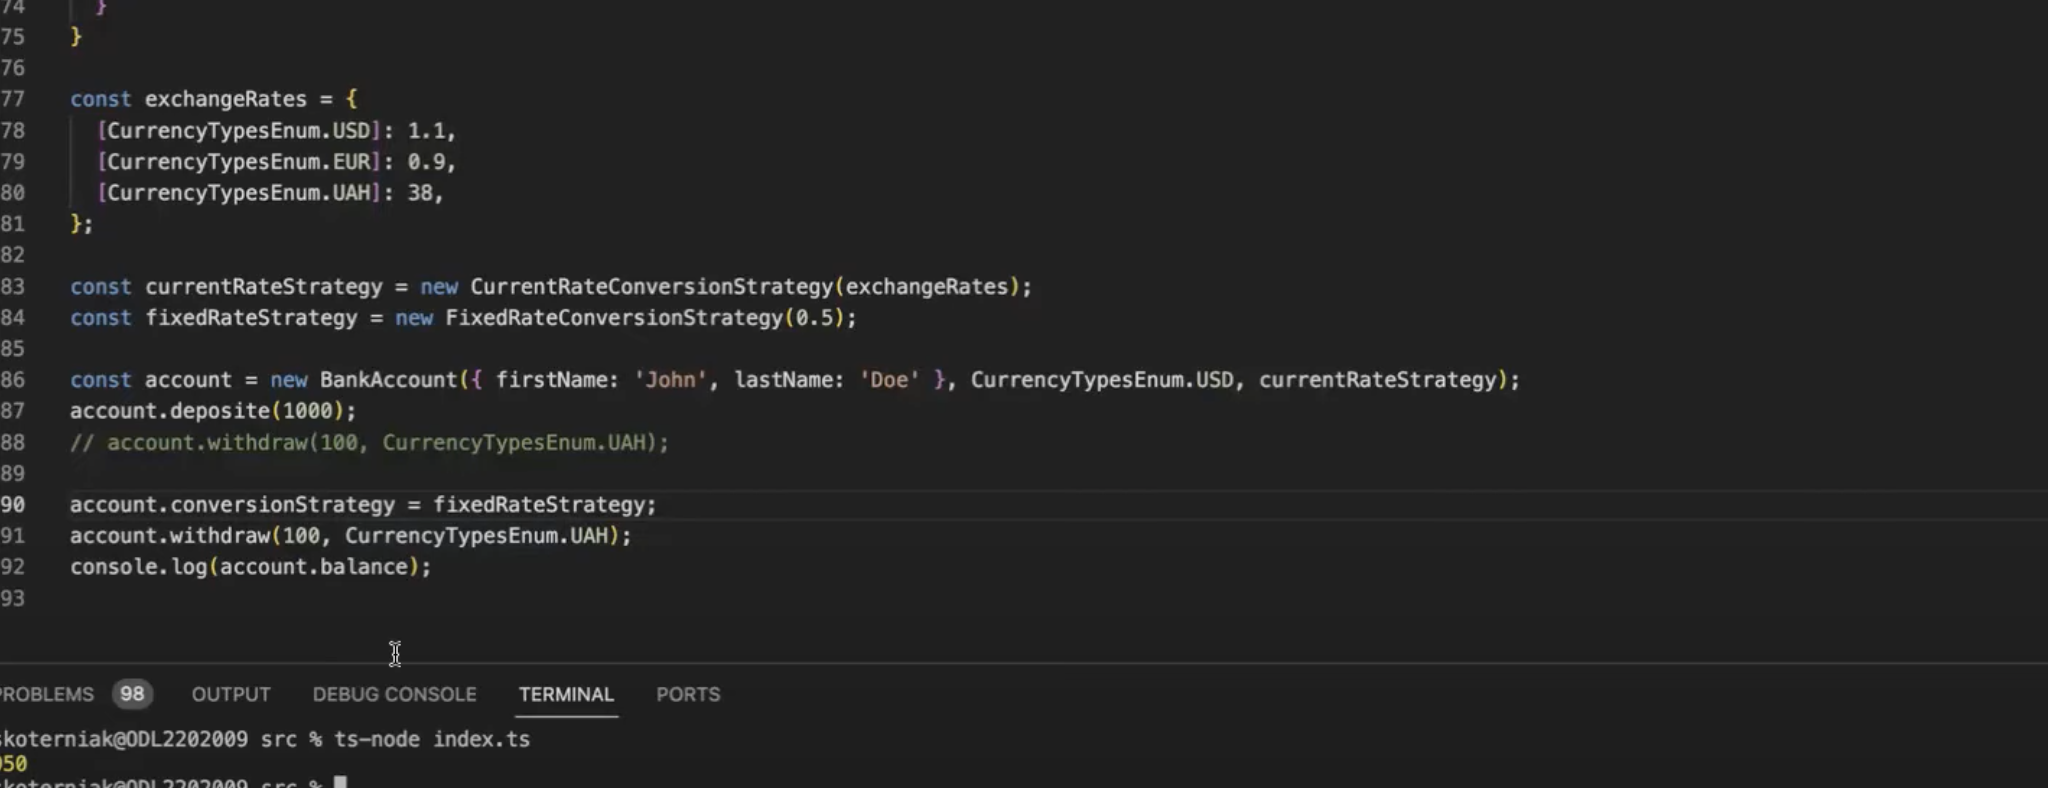 74 }
75 }
76
77 const exchangeRates = {
78 [CurrencyTypesEnum.USD]: 1.1,
79 [CurrencyTypesEnum.EUR]: 0.9,
80 [CurrencyTypesEnum.UAH]: 38,
81 };
82
83 const currentRateStrategy = new CurrentRateConversionStrategy(exchangeRates);
84 const fixedRateStrategy = new FixedRateConversionStrategy(0.5);
85
86 const account = new BankAccount({ firstName: 'John', lastName: 'Doe' }, CurrencyTypesEnum.USD, currentRateStrategy);
87 account.deposite(1000);
88 // account.withdraw(100, CurrencyTypesEnum.UAH);
89
90 account.conversionStrategy = fixedRateStrategy;
91 account.withdraw(100, CurrencyTypesEnum.UAH);
92 console.log(account.balance);
93
ROBLEMS 98 OUTPUT DEBUG CONSOLE TERMINAL PORTS
skoterniak@ODL2202009 src % ts-node index.ts
950
skoterniak@ODL2202009 src %